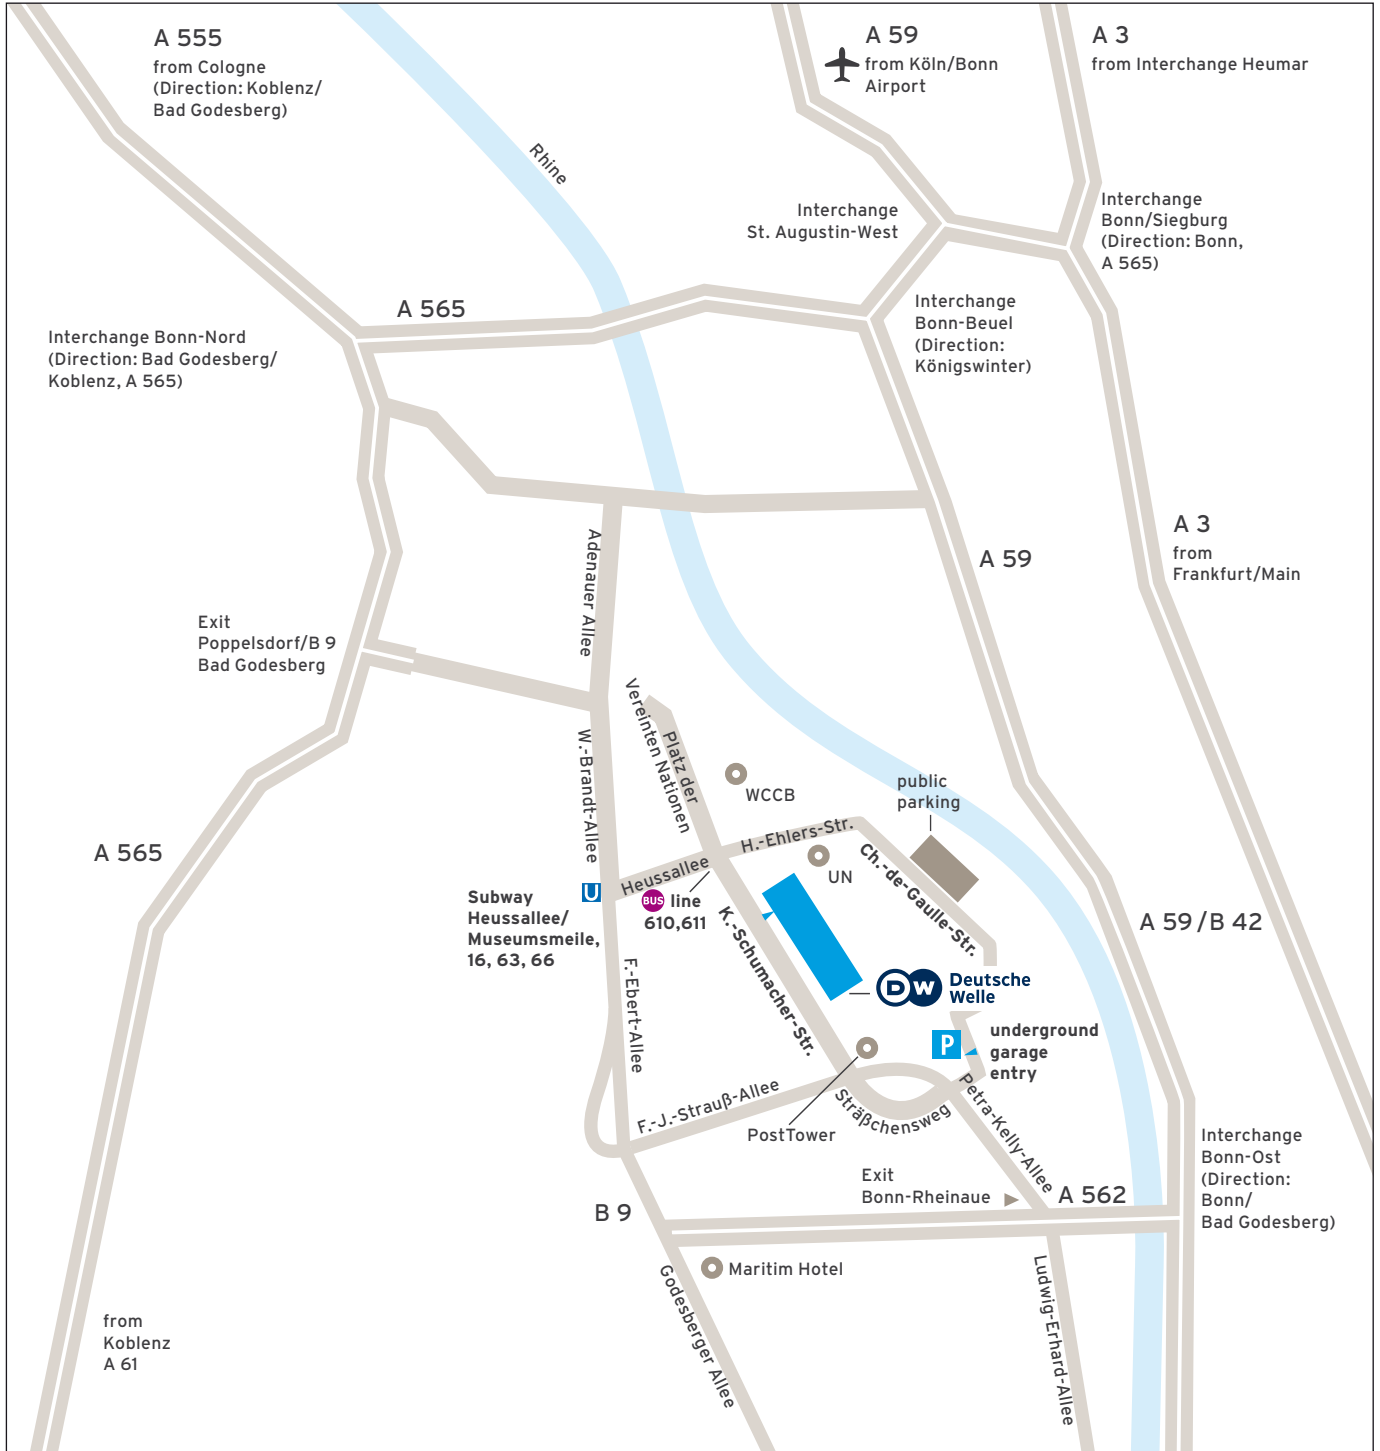 A 555
from Cologne
(Direction: Koblenz/
Bad Godesberg)
A 59
from Köln/Bonn
Airport
A 3
from Interchange Heumar
Rhine
Interchange
St. Augustin-West
Interchange
Bonn/Siegburg
(Direction: Bonn,
A 565)
A 565
Interchange Bonn-Nord
(Direction: Bad Godesberg/
Koblenz, A 565)
Interchange
Bonn-Beuel
(Direction:
Königswinter)
A 3
from
Frankfurt/Main
A 59
Adenauer Allee
Exit
Poppelsdorf/B 9
Bad Godesberg
Platz der
Vereinten Nationen
W.-Brandt-Allee
WCCB
public
parking
H.-Ehlers-Str.
A 565
Heussallee
UN
Ch.-de-Gaulle-Str.
U
Subway
Heussallee/
Museumsmeile,
16, 63, 66
BUS line
610,611
K.-Schumacher-Str.
A 59/B 42
F.-Ebert-Allee
DW
Deutsche
Welle
P
underground
garage
entry
F.-J.-Strauß-Allee
Sträßchensweg
Petra-Kelly-Allee
PostTower
Interchange
Bonn-Ost
(Direction:
Bonn/
Bad Godesberg)
Exit
Bonn-Rheinaue
A 562
B 9
Maritim Hotel
Godesberger Allee
Ludwig-Erhard-Allee
from
Koblenz
A 61